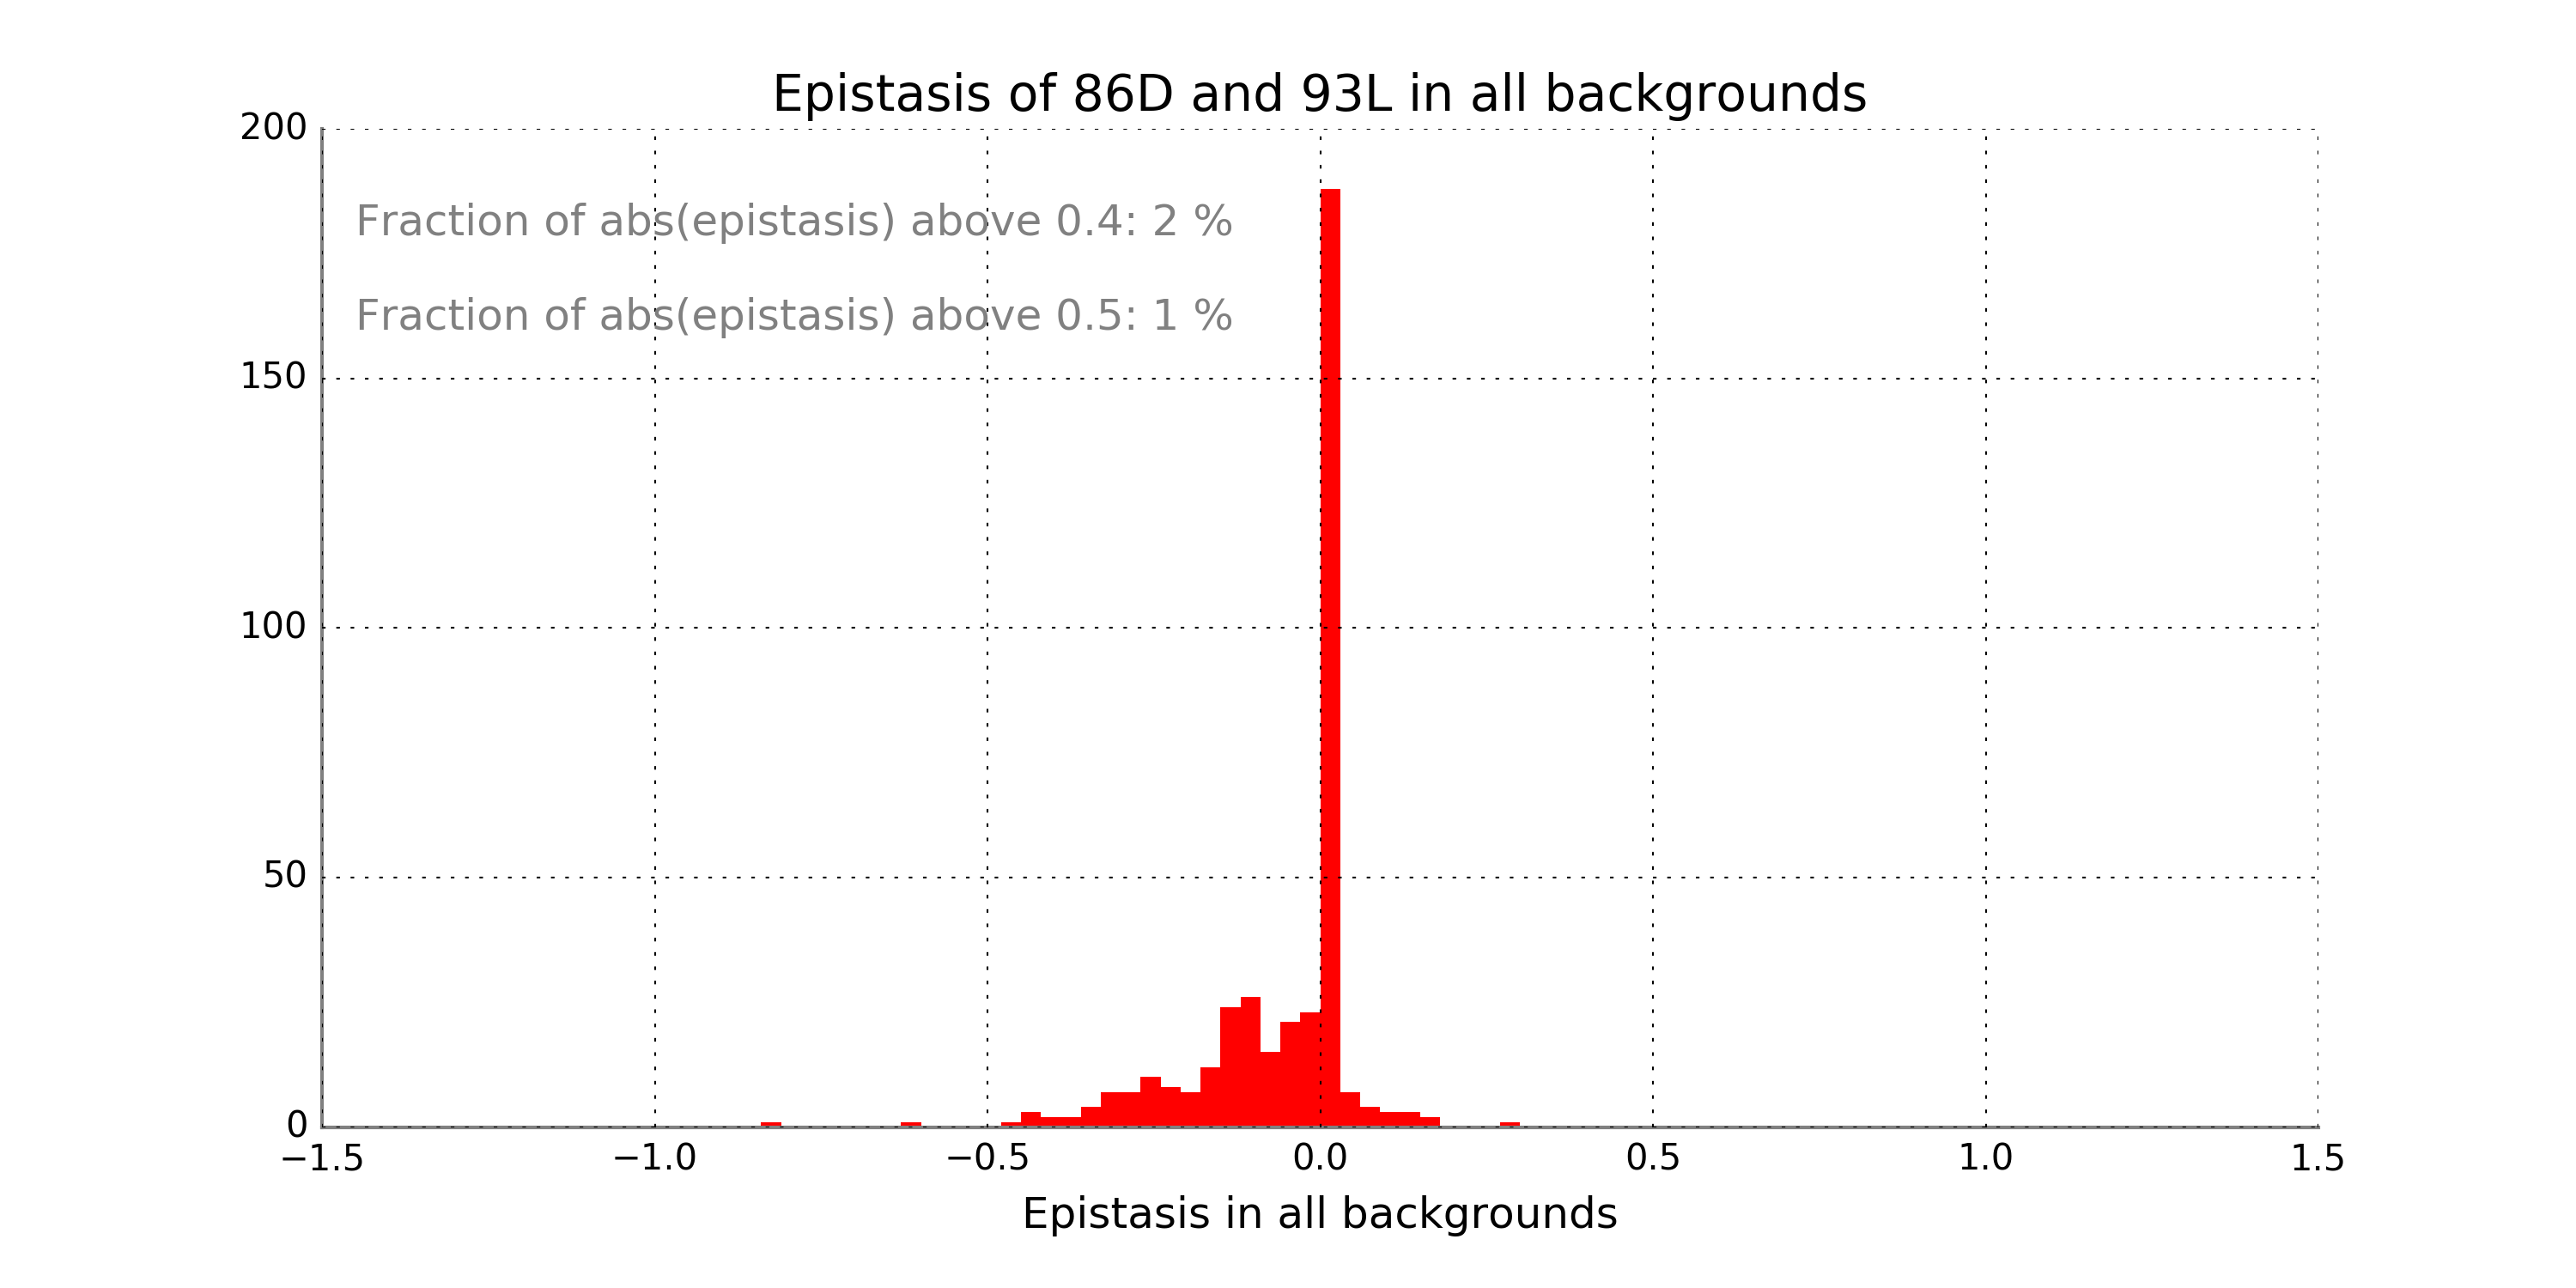 Epistasis of 86D and 93L in all backgrounds
200
Fraction of abs(epistasis) above 0.4: 2 %
Fraction of abs(epistasis) above 0.5: 1 %
150
100
50
0
−1.5 −1.0 −0.5 0.0 0.5 1.0 1.5
Epistasis in all backgrounds